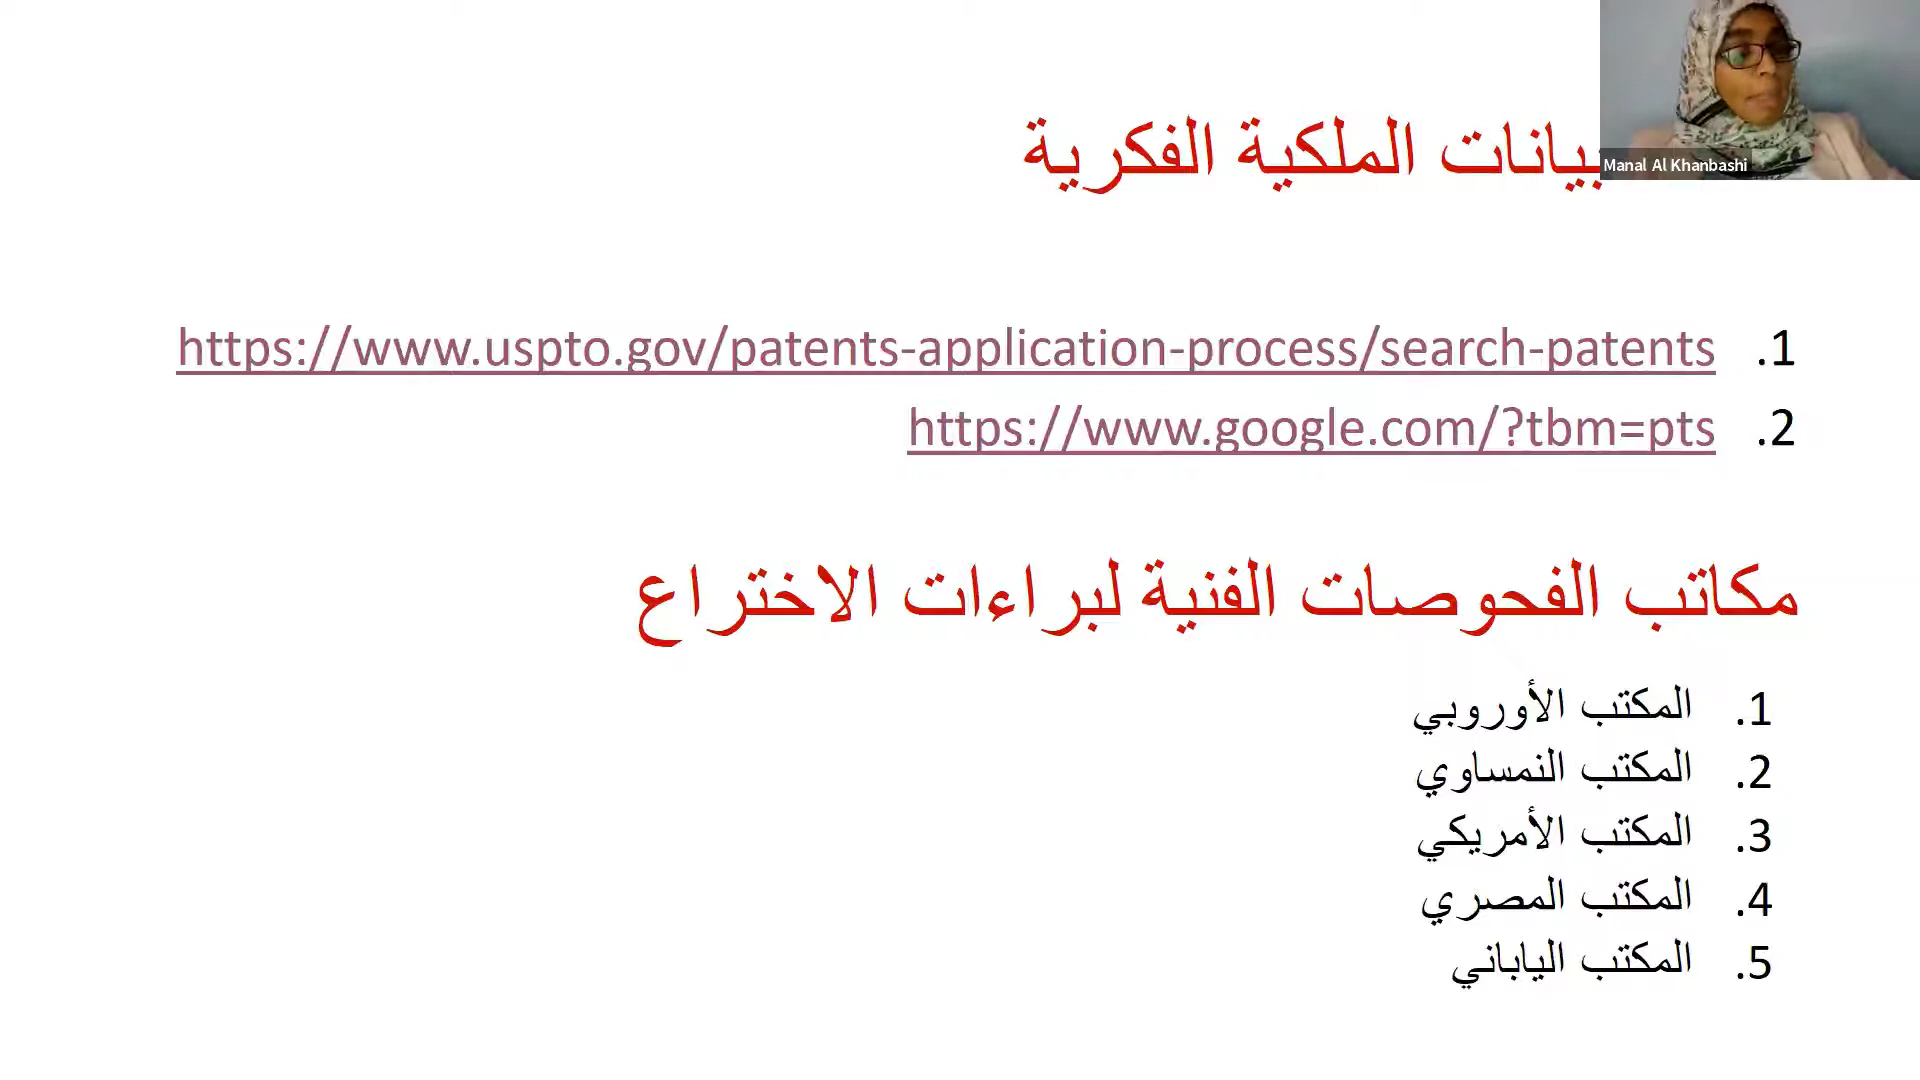 بيانات الملكية الفكرية
Manal Al Khanbashi
1. https://www.uspto.gov/patents-application-process/search-patents
2. https://www.google.com/?tbm=pts
مكاتب الفحوصات الفنية لبراءات الاختراع
1. المكتب الأوروبي
2. المكتب النمساوي
3. المكتب الأمريكي
4. المكتب المصري
5. المكتب الياباني